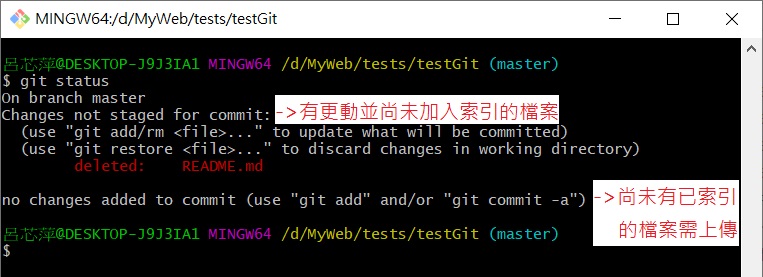 MINGW64:/d/MyWeb/tests/testGit
呂芯萍@DESKTOP-J9J3IA1 MINGW64 /d/MyWeb/tests/testGit (master)
$ git status
On branch master
Changes not staged for commit: ->有更動並尚未加入索引的檔案
(use "git add/rm <file>..." to update what will be committed)
(use "git restore <file>..." to discard changes in working directory)
deleted:    README.md
no changes added to commit (use "git add" and/or "git commit -a") ->尚未有已索引
的檔案需上傳
呂芯萍@DESKTOP-J9J3IA1 MINGW64 /d/MyWeb/tests/testGit (master)
$